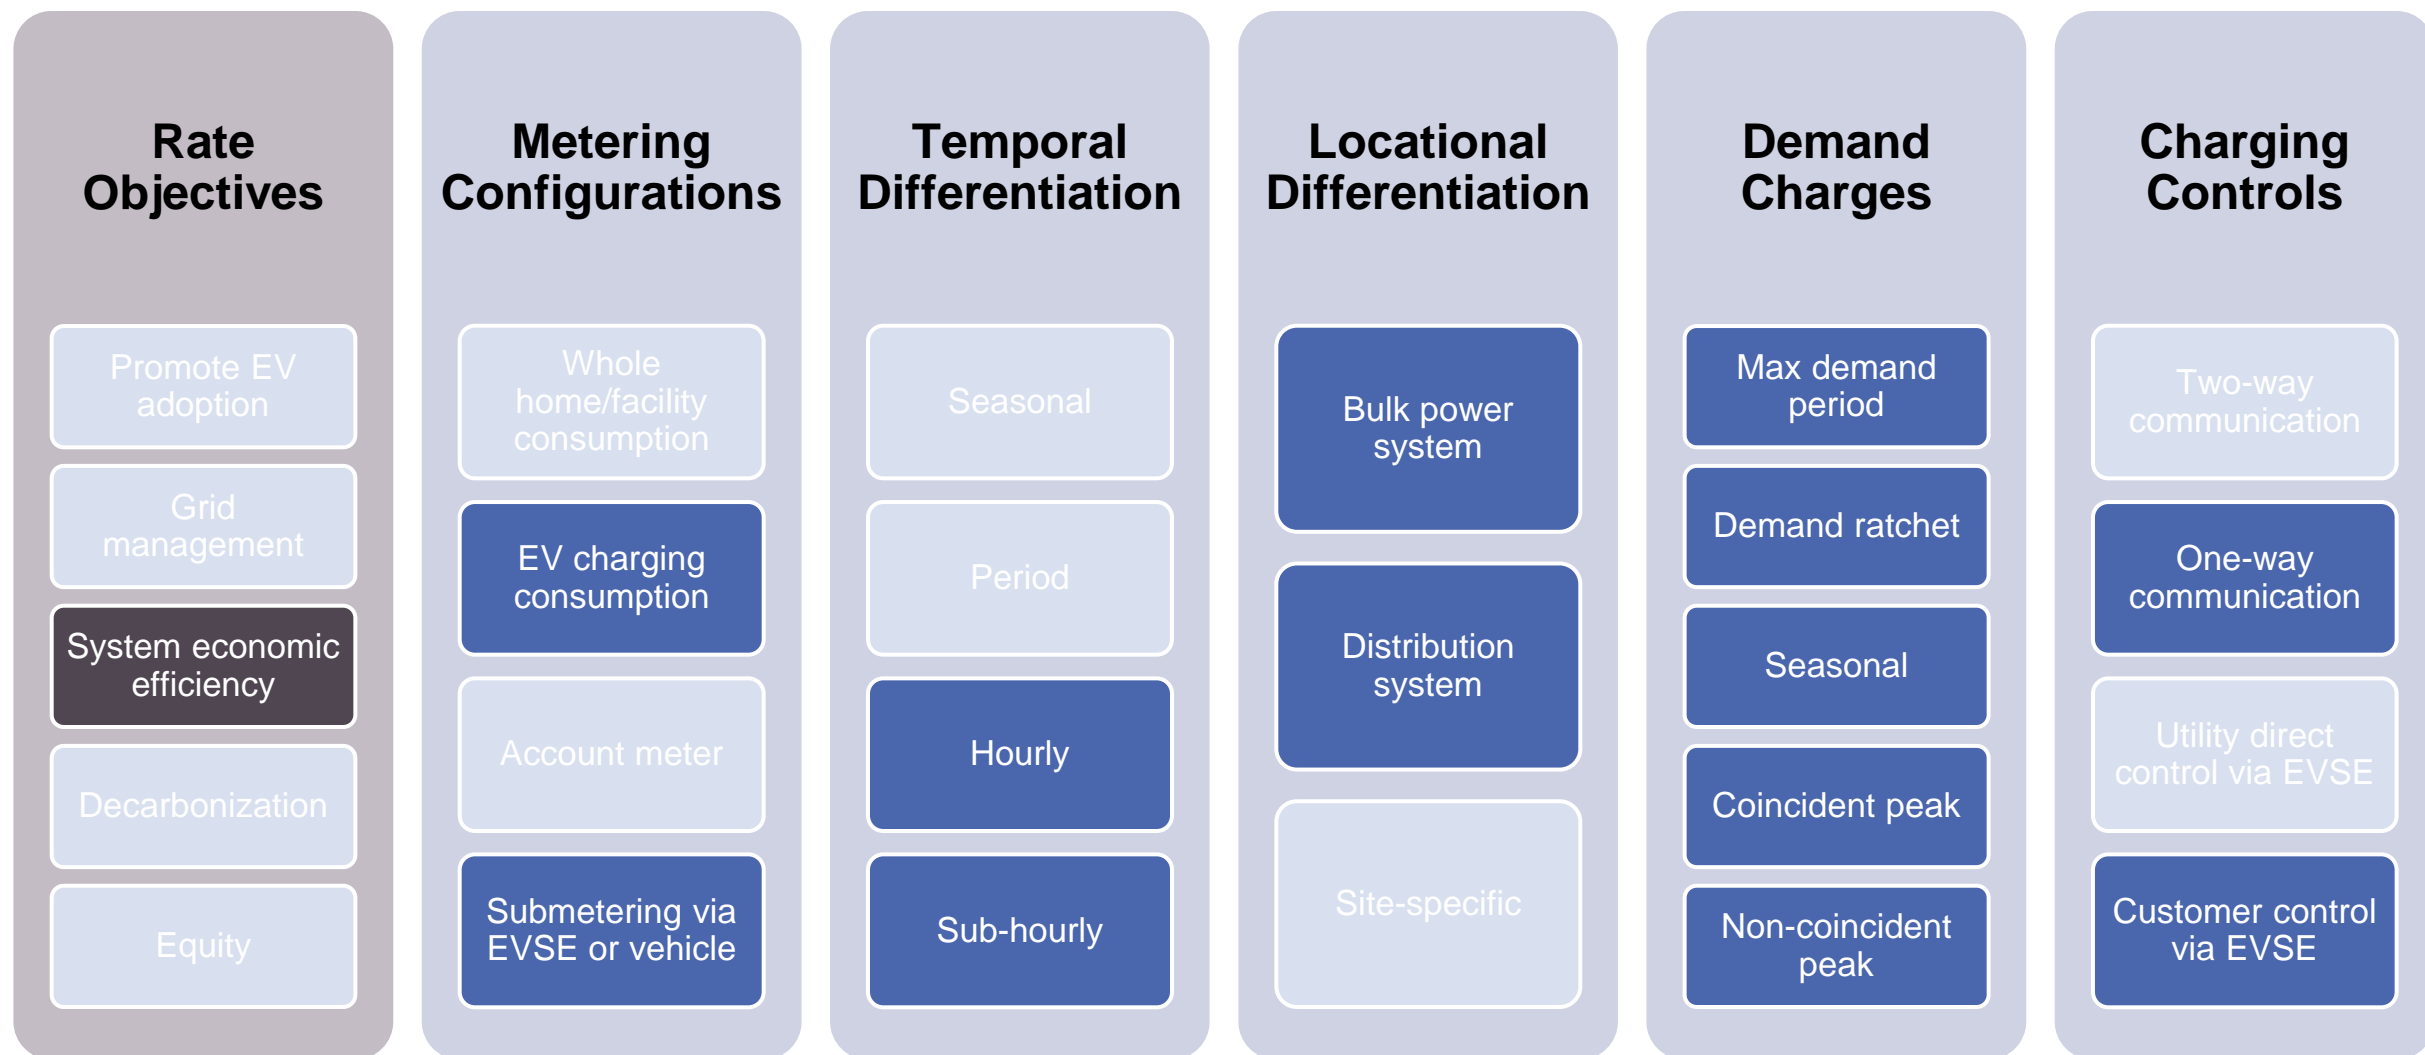 Rate
Objectives
Promote EV
adoption
Grid
management
System economic
efficiency
Decarbonization
Equity
Metering
Configurations
Whole
home/facility
consumption
EV charging
consumption
Account meter
Submetering via
EVSE or vehicle
Temporal
Differentiation
Seasonal
Period
Hourly
Sub-hourly
Locational
Differentiation
Bulk power
system
Distribution
system
Site-specific
Demand
Charges
Max demand
period
Demand ratchet
Seasonal
Coincident peak
Non-coincident
peak
Charging
Controls
Two-way
communication
One-way
communication
Utility direct
control via EVSE
Customer control
via EVSE